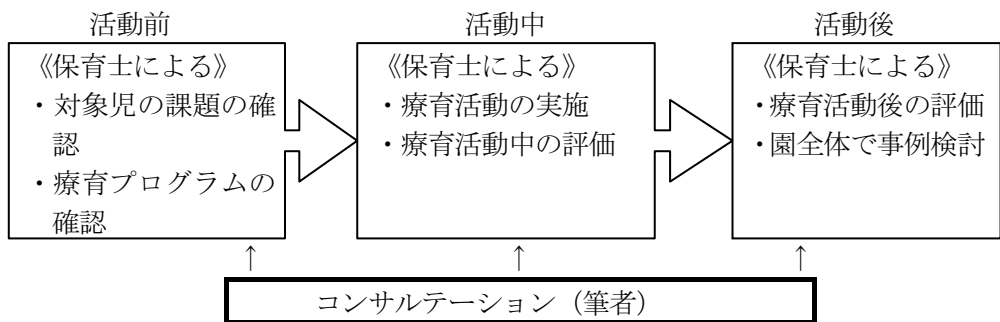 活動前
《保育士による》
・対象児の課題の確
認
・療育プログラムの
確認
活動中
《保育士による》
・療育活動の実施
・療育活動中の評価
活動後
《保育士による》
・療育活動後の評価
・園全体で事例検討
↑ ↑ ↑
コンサルテーション（筆者）